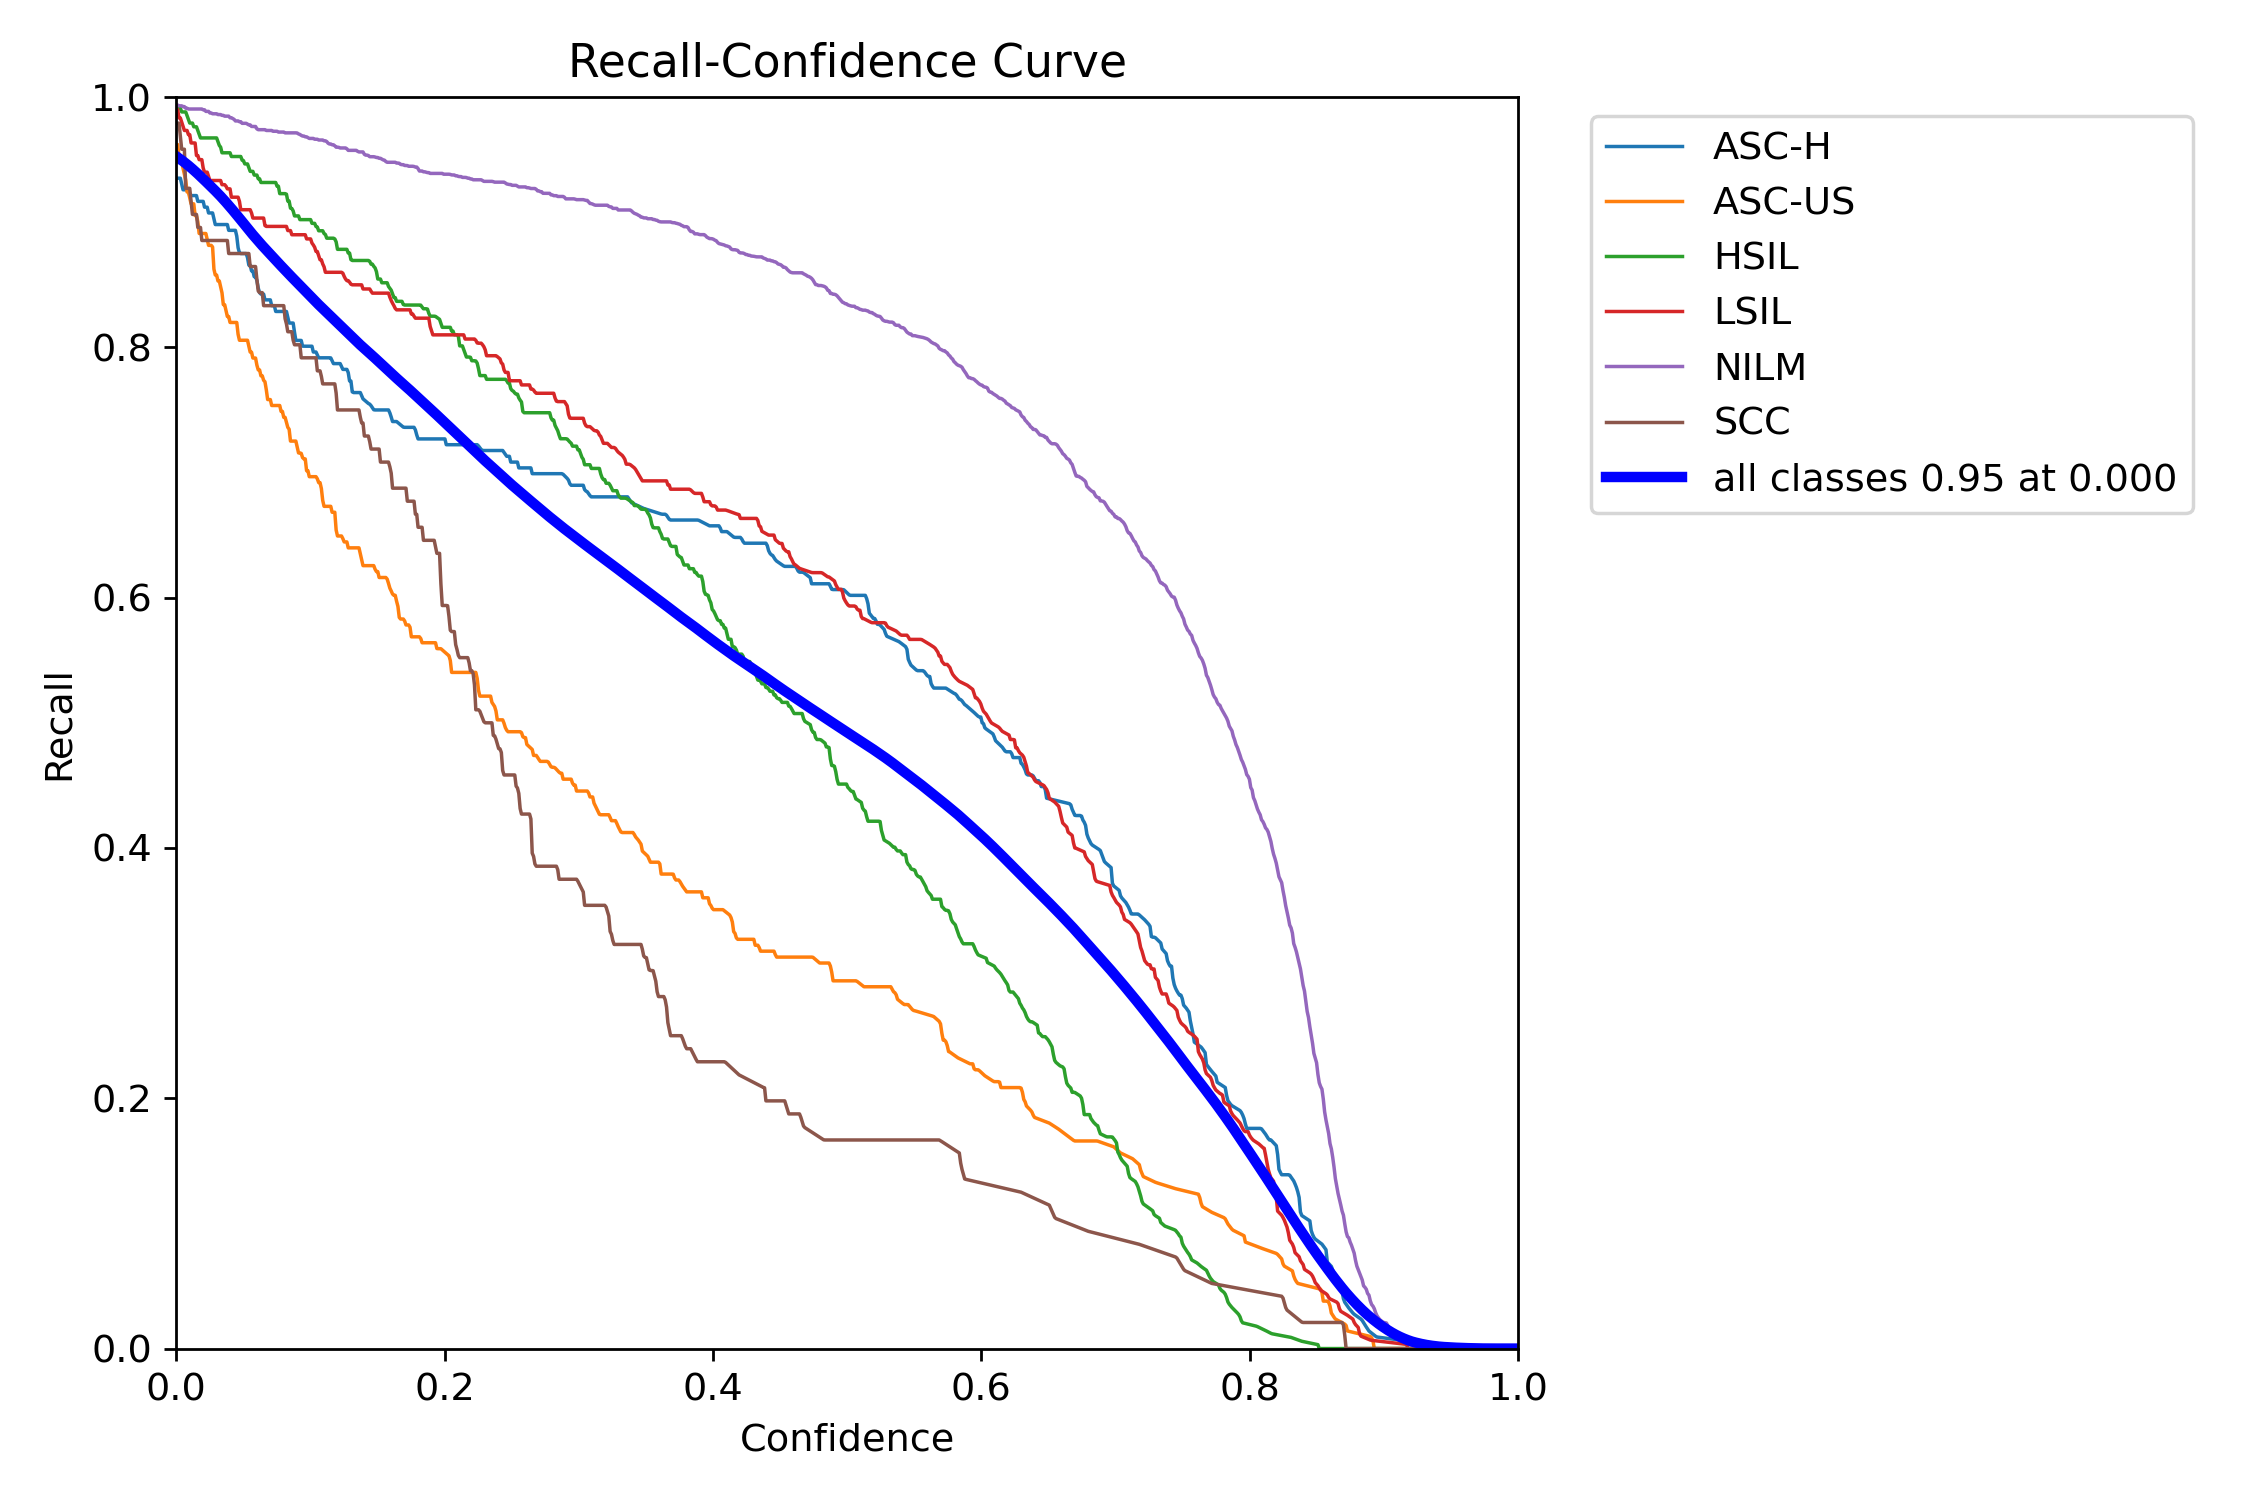 Recall-Confidence Curve
1.0
0.8
0.6
0.4
0.2
0.0
Recall
0.0 0.2 0.4 0.6 0.8 1.0
Confidence
ASC-H
ASC-US
HSIL
LSIL
NILM
SCC
all classes 0.95 at 0.000